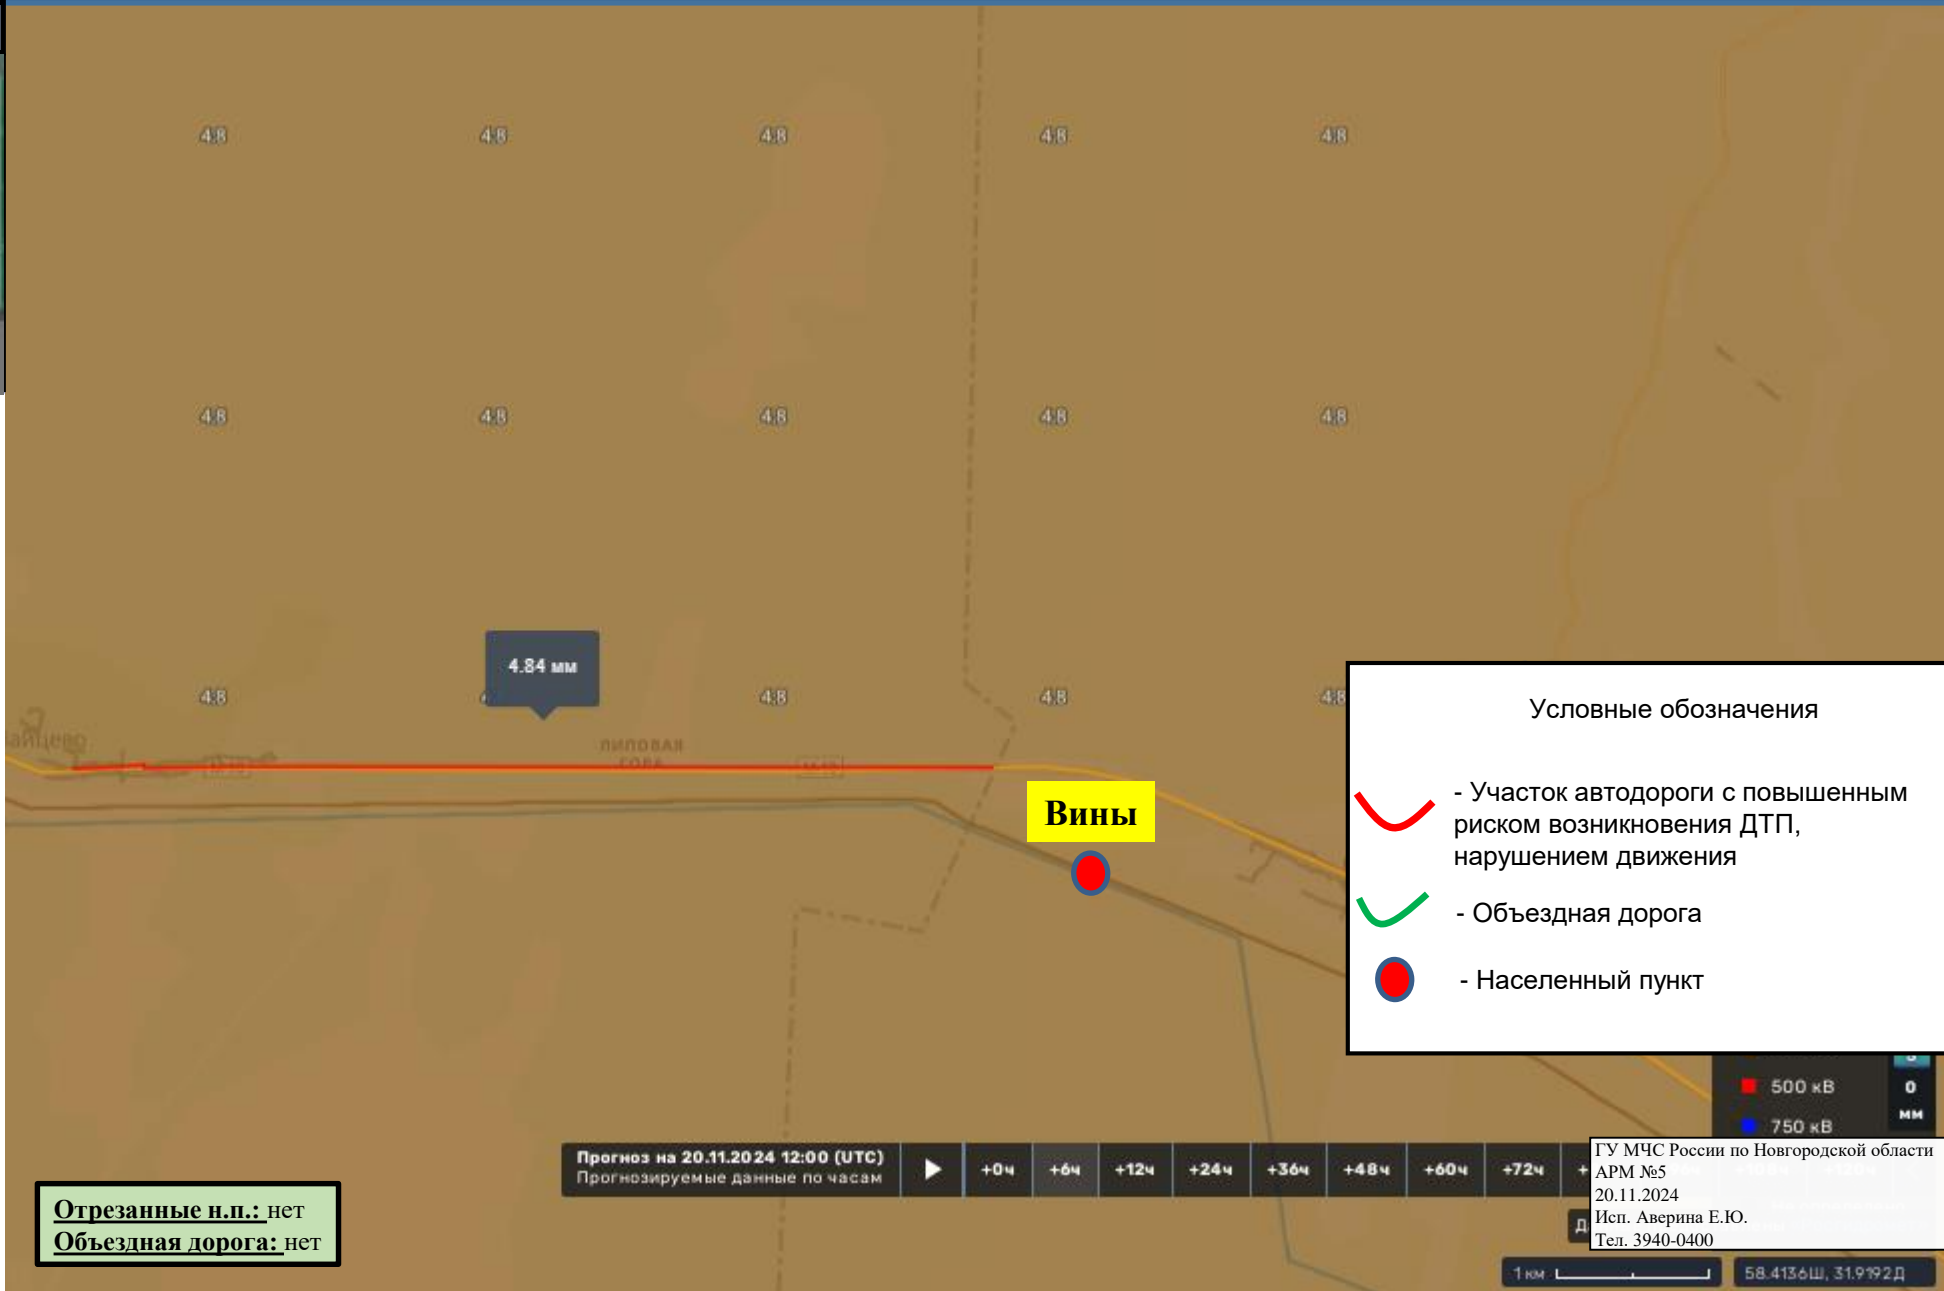 4.8 4.8 4.8 4.8 4.8
4.8 4.8 4.8 4.8 4.8
4.84 мм
4.8 4.8 4.8 4.8
ЛИПОВАЯ
ГОРА
Вины
Условные обозначения
- Участок автодороги с повышенным
риском возникновения ДТП,
нарушением движения
- Объездная дорога
- Населенный пункт
500 кВ
0
750 кВ
мм
Прогноз на 20.11.2024 12:00 (UTC)
Прогнозируемые данные по часам
+0ч +6ч +12ч +24ч +36ч +48ч +60ч +72ч
ГУ МЧС России по Новгородской области
АРМ №5
20.11.2024
Исп. Аверина Е.Ю.
Тел. 3940-0400
Отрезанные н.п.: нет
Объездная дорога: нет
1 км
58.4136Ш, 31.9192Д